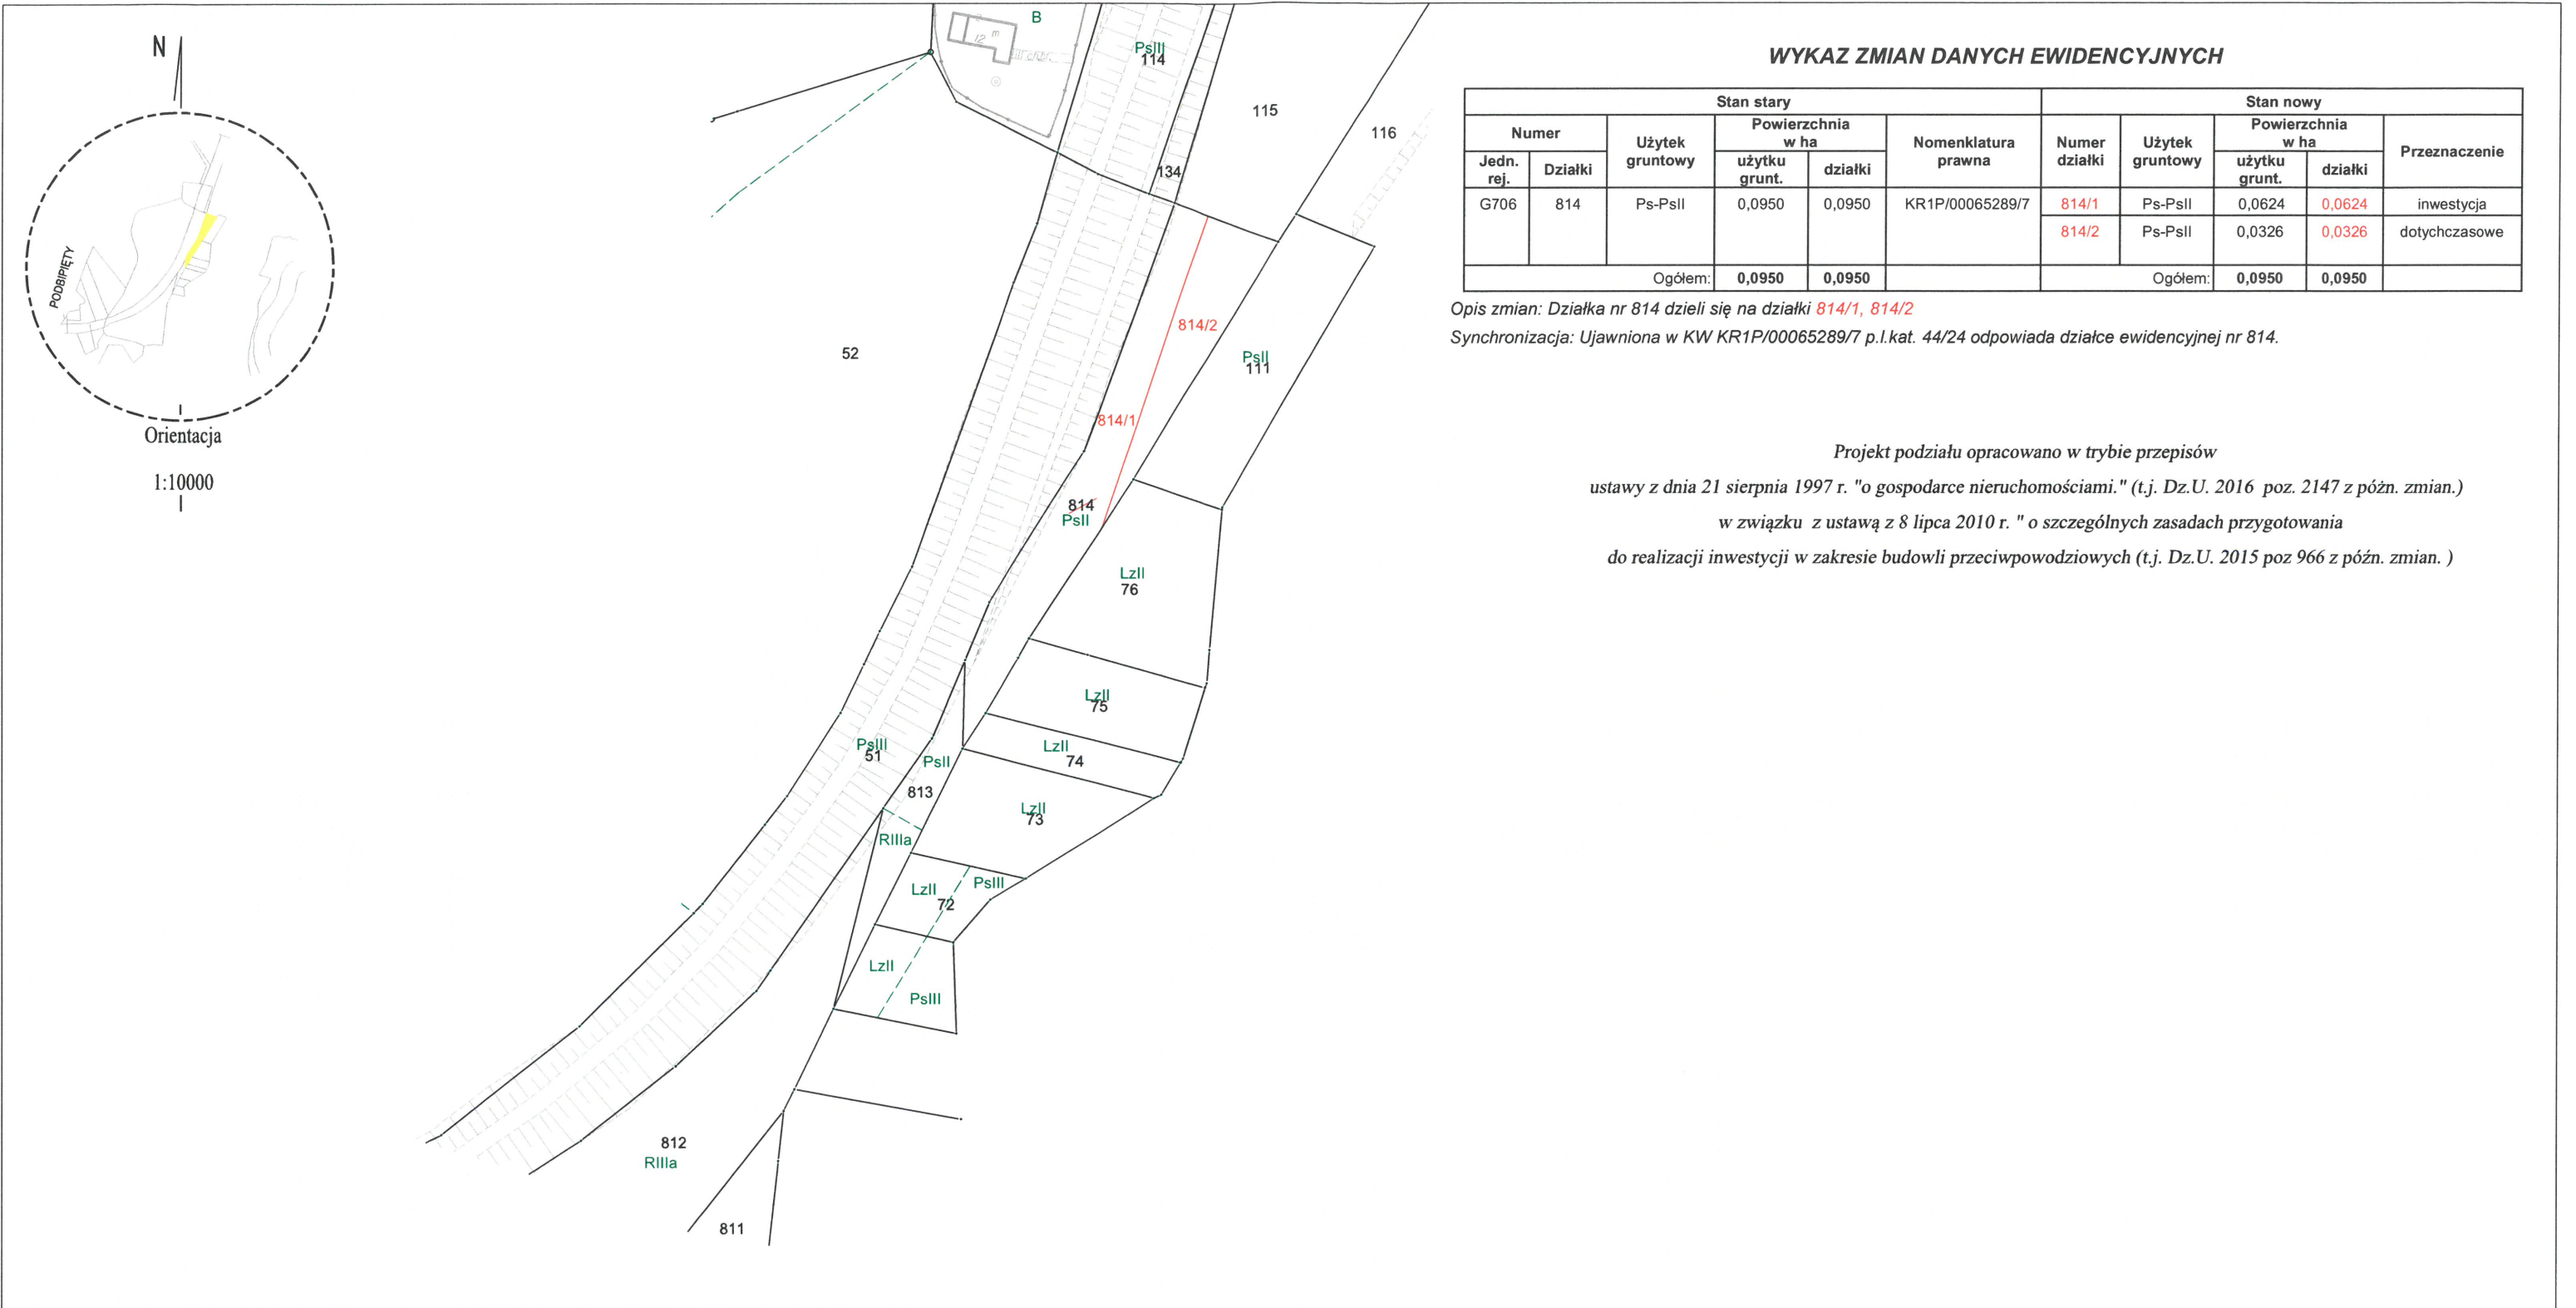 N
PODBIPIĘTY
Orientacja
1:10000
B
12 m
PsIII
114
115
116
134
52
814/2
PsII
111
814/1
814
PsII
LzII
76
LzII
75
LzII
74
PsIII
51
PsII
813
LzII
73
RIIIa
LzII
PsIII
72
LzII
PsIII
812
RIIIa
811
WYKAZ ZMIAN DANYCH EWIDENCYJNYCH
Stan stary Stan nowy
Numer Użytek gruntowy Powierzchnia w ha Nomenklatura prawna Numer działki Użytek gruntowy Powierzchnia w ha Przeznaczenie
Jedn. rej. Działki użytku grunt. działki użytku grunt. działki
G706 814 Ps-PsII 0,0950 0,0950 KR1P/00065289/7 814/1 Ps-PsII 0,0624 0,0624 inwestycja
814/2 Ps-PsII 0,0326 0,0326 dotychczasowe
Ogółem: 0,0950 0,0950 Ogółem: 0,0950 0,0950
Opis zmian: Działka nr 814 dzieli się na działki 814/1, 814/2
Synchronizacja: Ujawniona w KW KR1P/00065289/7 p.l.kat. 44/24 odpowiada działce ewidencyjnej nr 814.
Projekt podziału opracowano w trybie przepisów
ustawy z dnia 21 sierpnia 1997 r. "o gospodarce nieruchomościami." (t.j. Dz.U. 2016 poz. 2147 z późn. zmian.)
w związku z ustawą z 8 lipca 2010 r. " o szczególnych zasadach przygotowania
do realizacji inwestycji w zakresie budowli przeciwpowodziowych (t.j. Dz.U. 2015 poz 966 z późn. zmian. )